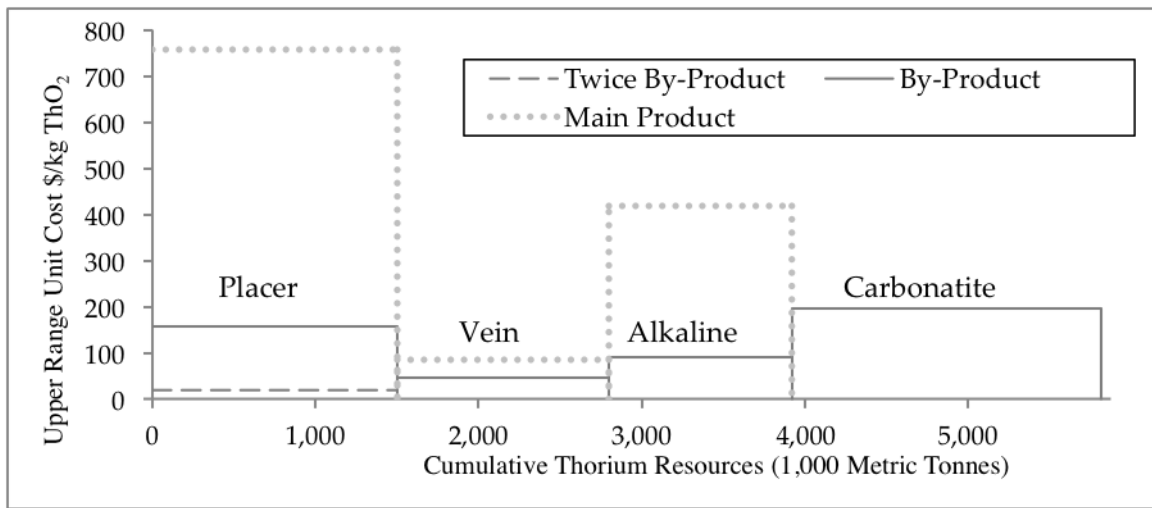 Upper Range Unit Cost $/kg ThO₂
800
700
600
500
400
300
200
100
0
Twice By-Product
By-Product
Main Product
Placer
Vein
Alkaline
Carbonatite
0
1,000
2,000
3,000
4,000
5,000
Cumulative Thorium Resources (1,000 Metric Tonnes)